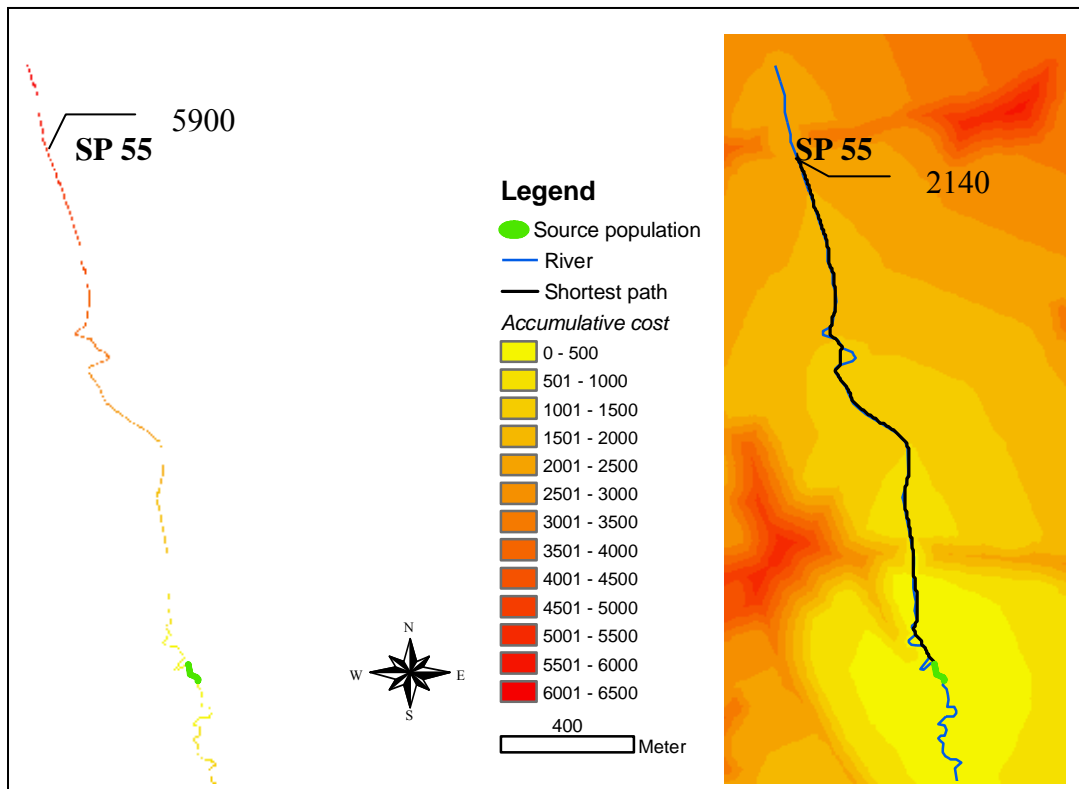 5900
SP 55
Legend
Source population
River
Shortest path
Accumulative cost
0 - 500
501 - 1000
1001 - 1500
1501 - 2000
2001 - 2500
2501 - 3000
3001 - 3500
3501 - 4000
4001 - 4500
4501 - 5000
5001 - 5500
5501 - 6000
6001 - 6500
N
W
E
S
400
Meter
SP 55
2140